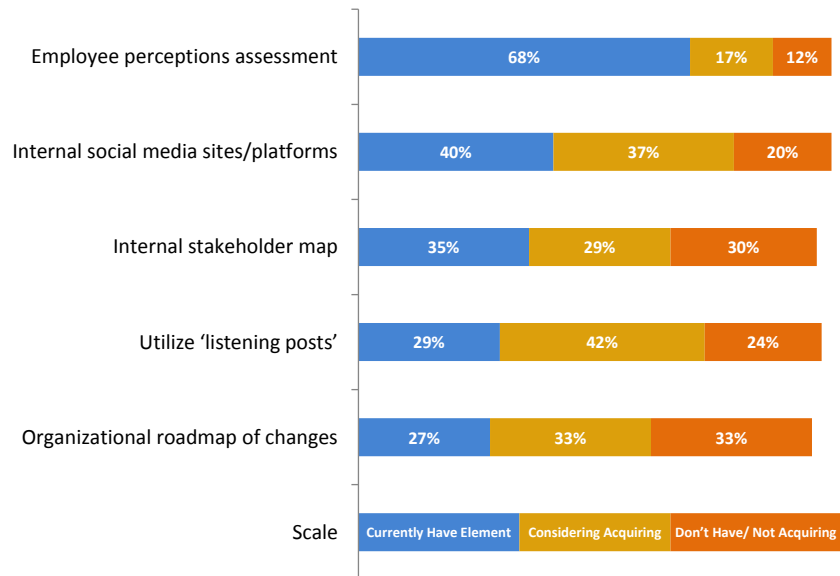 Employee perceptions assessment 68% 17% 12%
Internal social media sites/platforms 40% 37% 20%
Internal stakeholder map 35% 29% 30%
Utilize ‘listening posts’ 29% 42% 24%
Organizational roadmap of changes 27% 33% 33%
Scale Currently Have Element Considering Acquiring Don’t Have/ Not Acquiring